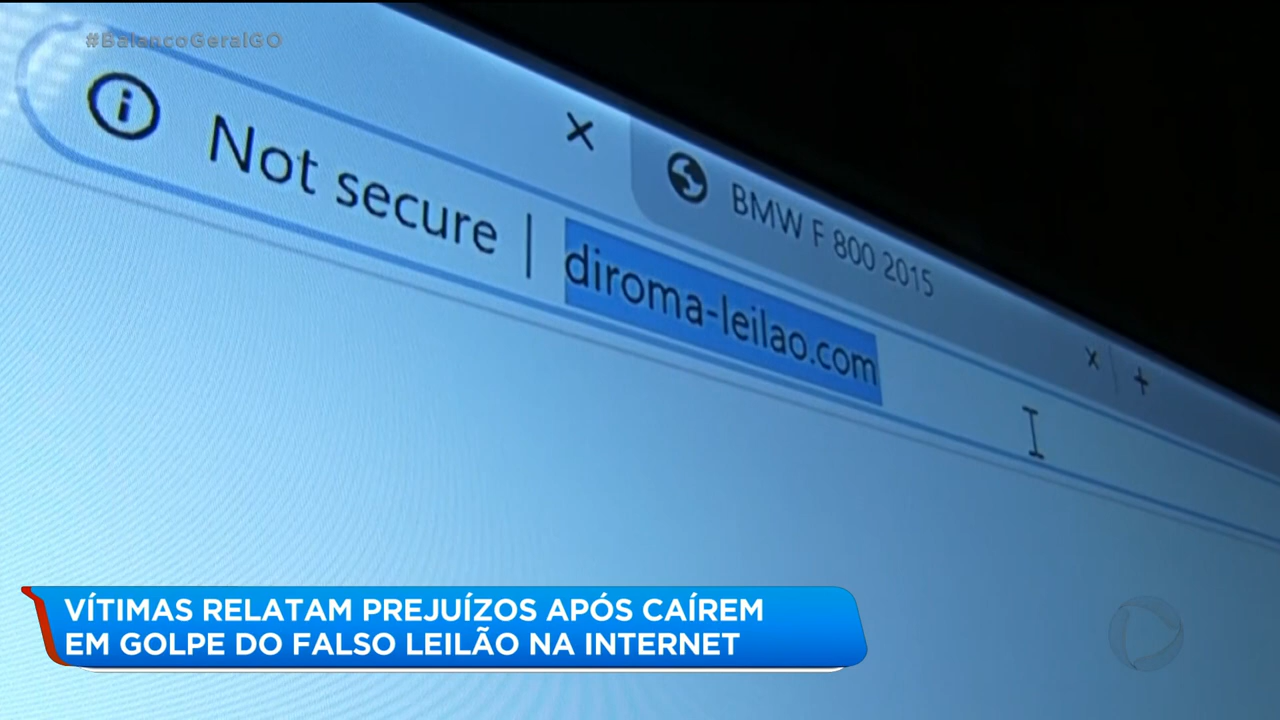 #BalançoGeralGO
Not secure | diroma-leilao.com
BMW F 800 2015
VÍTIMAS RELATAM PREJUÍZOS APÓS CAÍREM
EM GOLPE DO FALSO LEILÃO NA INTERNET